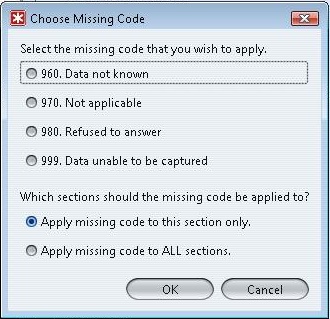 Choose Missing Code
Select the missing code that you wish to apply.
960. Data not known
970. Not applicable
980. Refused to answer
999. Data unable to be captured
Which sections should the missing code be applied to?
Apply missing code to this section only.
Apply missing code to ALL sections.
OK
Cancel